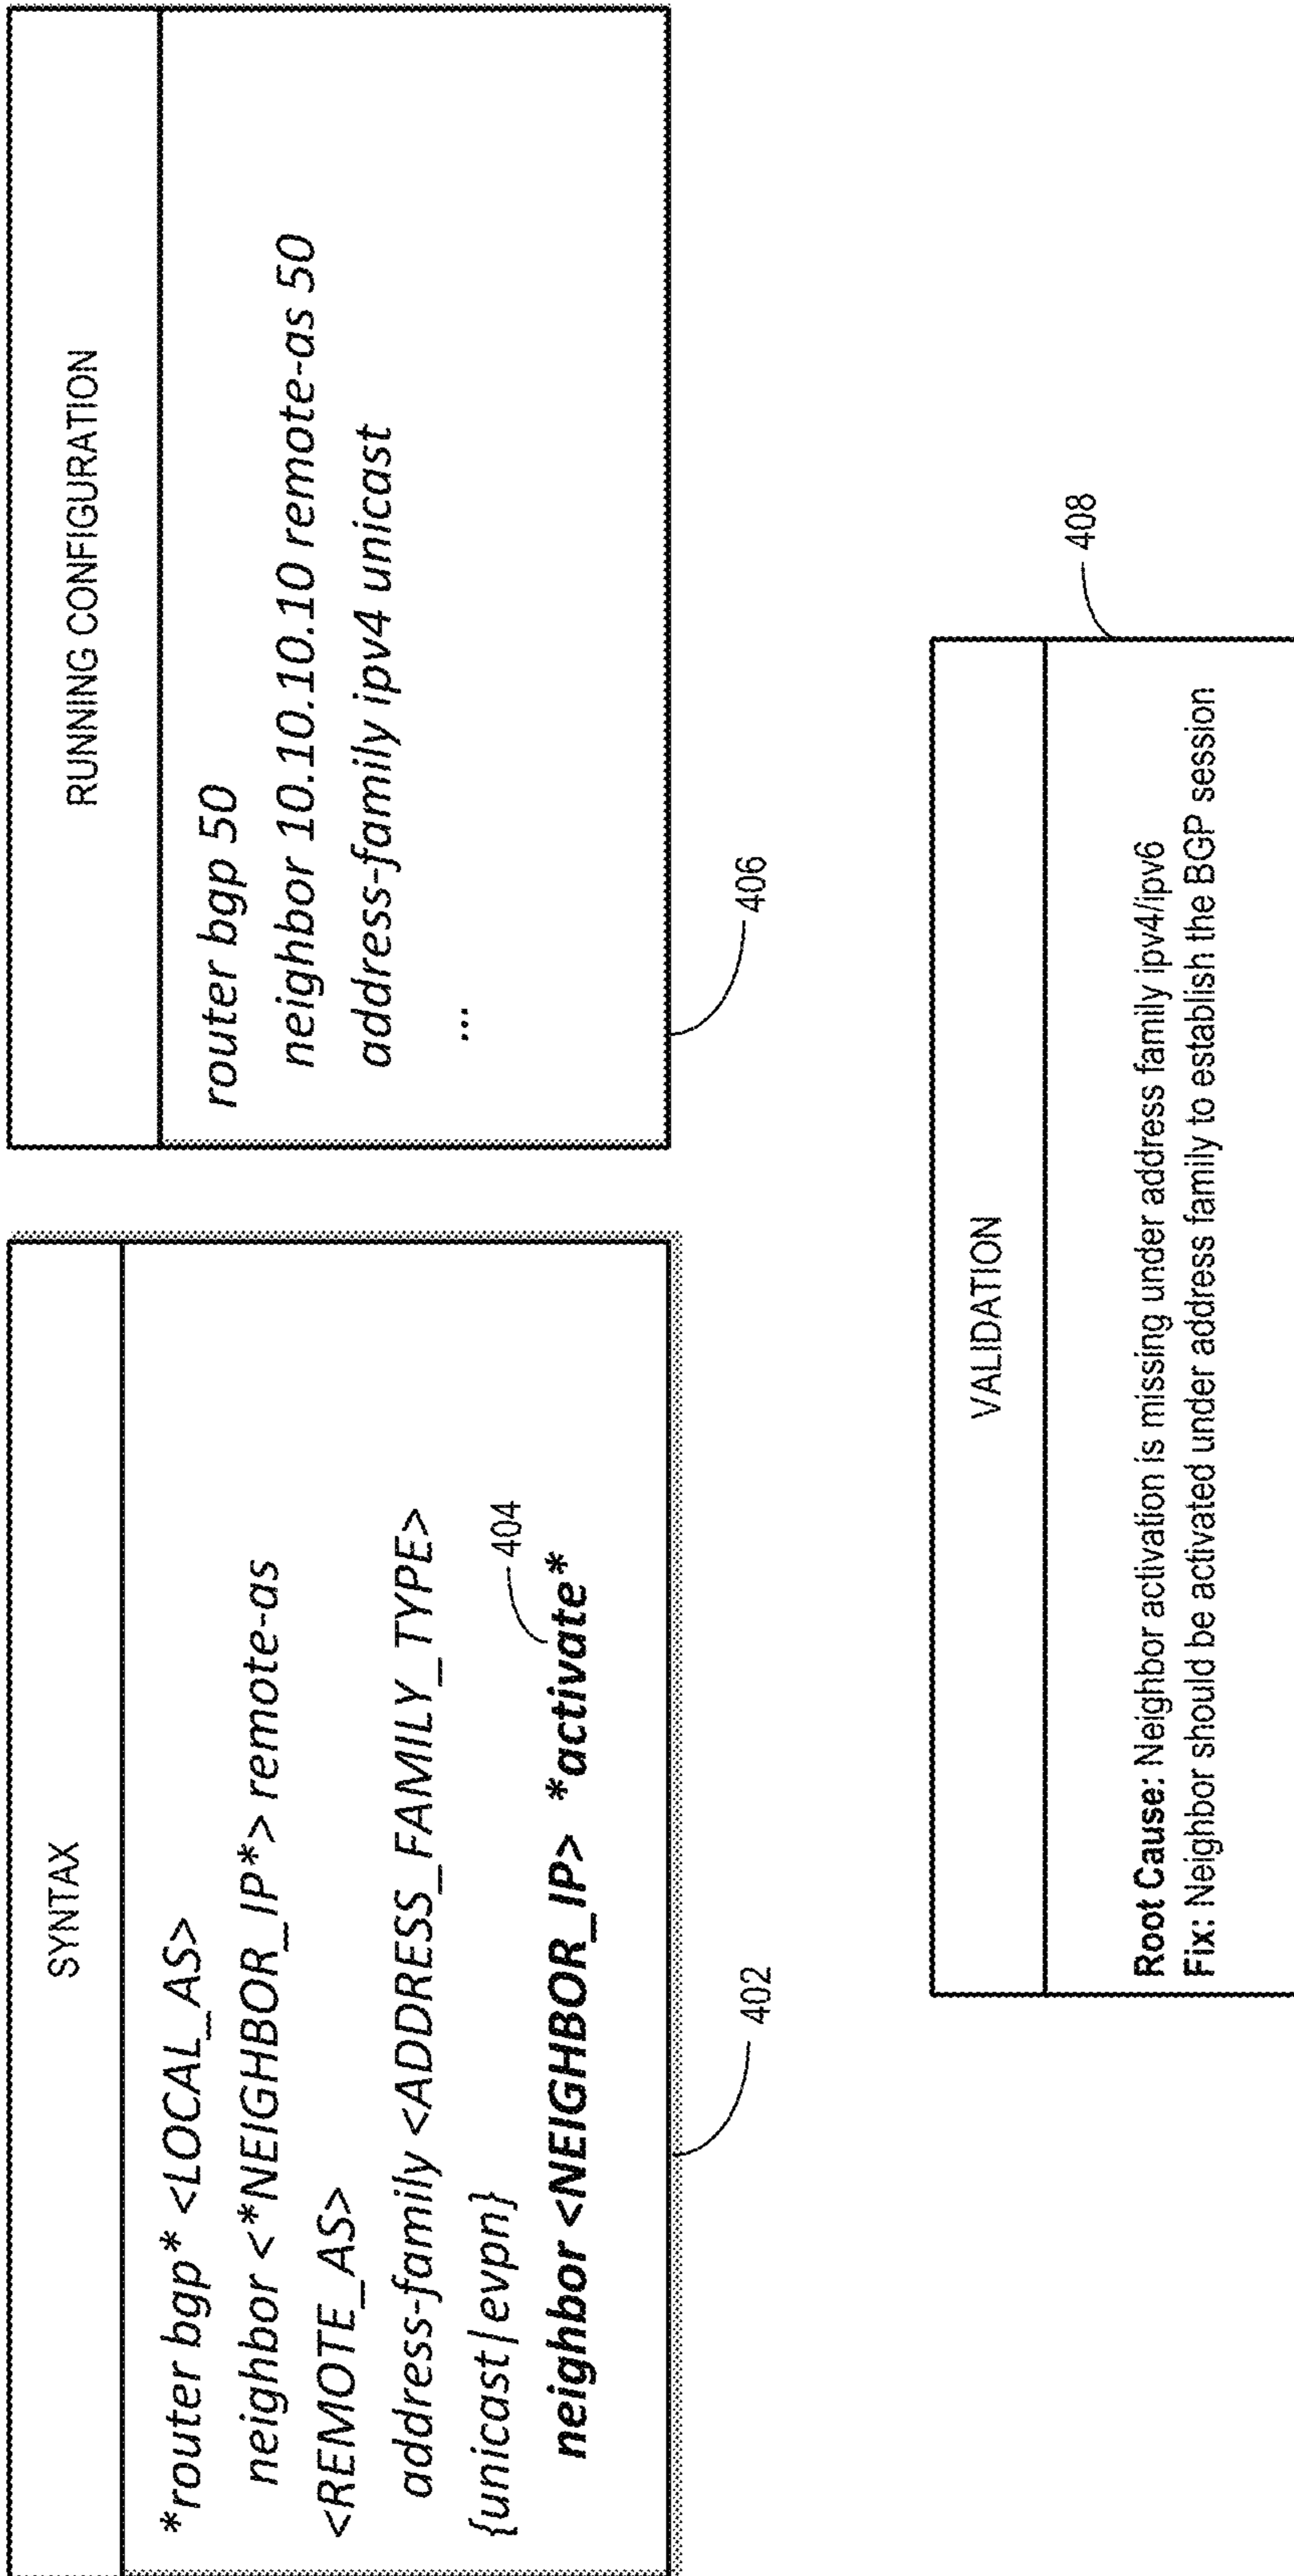 SYNTAX
*router bgp* <LOCAL_AS>
neighbor <*NEIGHBOR_IP*> remote-as
<REMOTE_AS>
address-family <ADDRESS_FAMILY_TYPE>
{unicast|evpn}
404
neighbor <NEIGHBOR_IP> *activate*
402
RUNNING CONFIGURATION
router bgp 50
neighbor 10.10.10.10 remote-as 50
address-family ipv4 unicast
...
406
VALIDATION
408
Root Cause: Neighbor activation is missing under address family ipv4/ipv6
Fix: Neighbor should be activated under address family to establish the BGP session